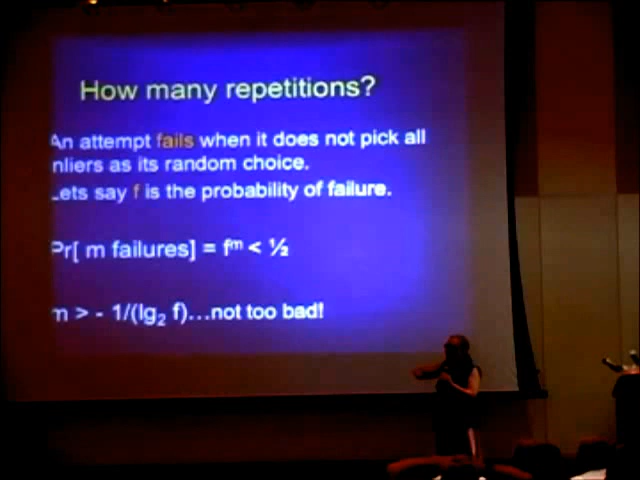 How many repetitions?
An attempt fails when it does not pick all
nliers as its random choice.
Lets say f is the probability of failure.
Pr[ m failures] = fᵐ < ½
m > - 1/(lg₂ f)...not too bad!